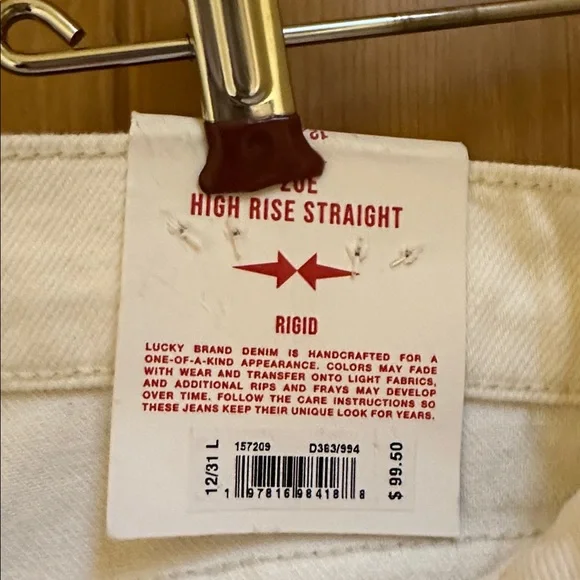 12
ZOE
HIGH RISE STRAIGHT
RIGID
LUCKY BRAND DENIM IS HANDCRAFTED FOR A
ONE-OF-A-KIND APPEARANCE. COLORS MAY FADE
WITH WEAR AND TRANSFER ONTO LIGHT FABRICS,
AND ADDITIONAL RIPS AND FRAYS MAY DEVELOP
OVER TIME. FOLLOW THE CARE INSTRUCTIONS SO
THESE JEANS KEEP THEIR UNIQUE LOOK FOR YEARS.
12/31 L
157209 D363/994
1 97816 98418 8
$ 99.50